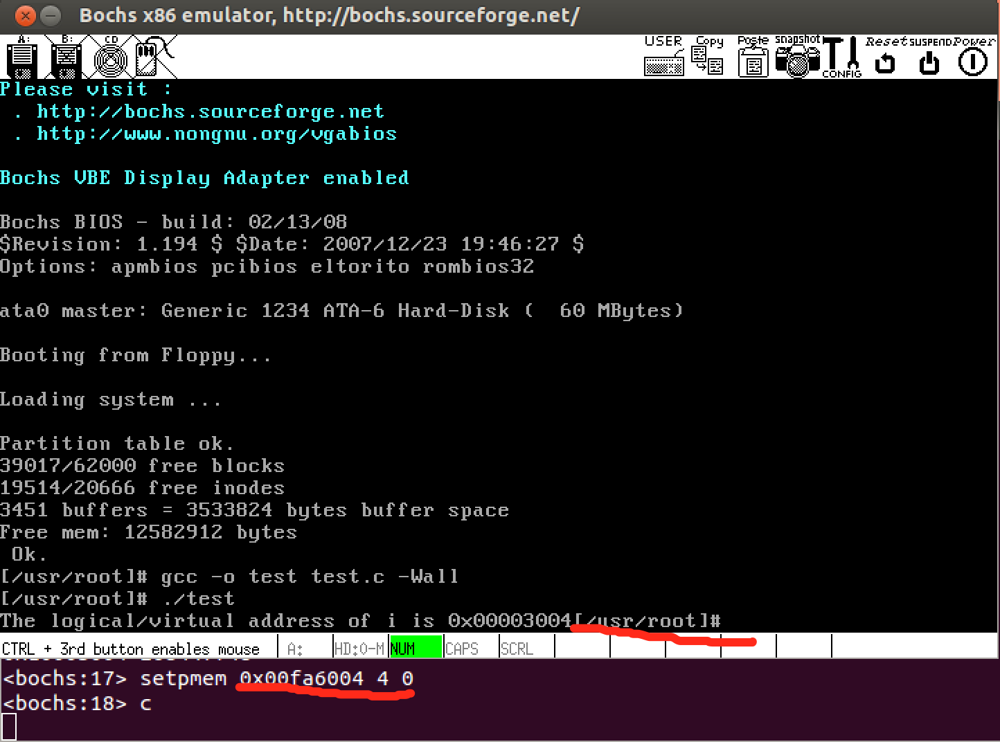 Bochs x86 emulator, http://bochs.sourceforge.net/
A: B: CD USER Copy Paste snapshot CONFIG Reset SUSPEND Power
Please visit :
 . http://bochs.sourceforge.net
 . http://www.nongnu.org/vgabios
Bochs VBE Display Adapter enabled
Bochs BIOS - build: 02/13/08
$Revision: 1.194 $ $Date: 2007/12/23 19:46:27 $
Options: apmbios pcibios eltorito rombios32
ata0 master: Generic 1234 ATA-6 Hard-Disk (  60 MBytes)
Booting from Floppy...
Loading system ...
Partition table ok.
39017/62000 free blocks
19514/20666 free inodes
3451 buffers = 3533824 bytes buffer space
Free mem: 12582912 bytes
 Ok.
[/usr/root]# gcc -o test test.c -Wall
[/usr/root]# ./test
The logical/virtual address of i is 0x00003004[/usr/root]#
CTRL + 3rd button enables mouse A: HD:0-M NUM CAPS SCRL
<bochs:17> setpmem 0x00fa6004 4 0
<bochs:18> c